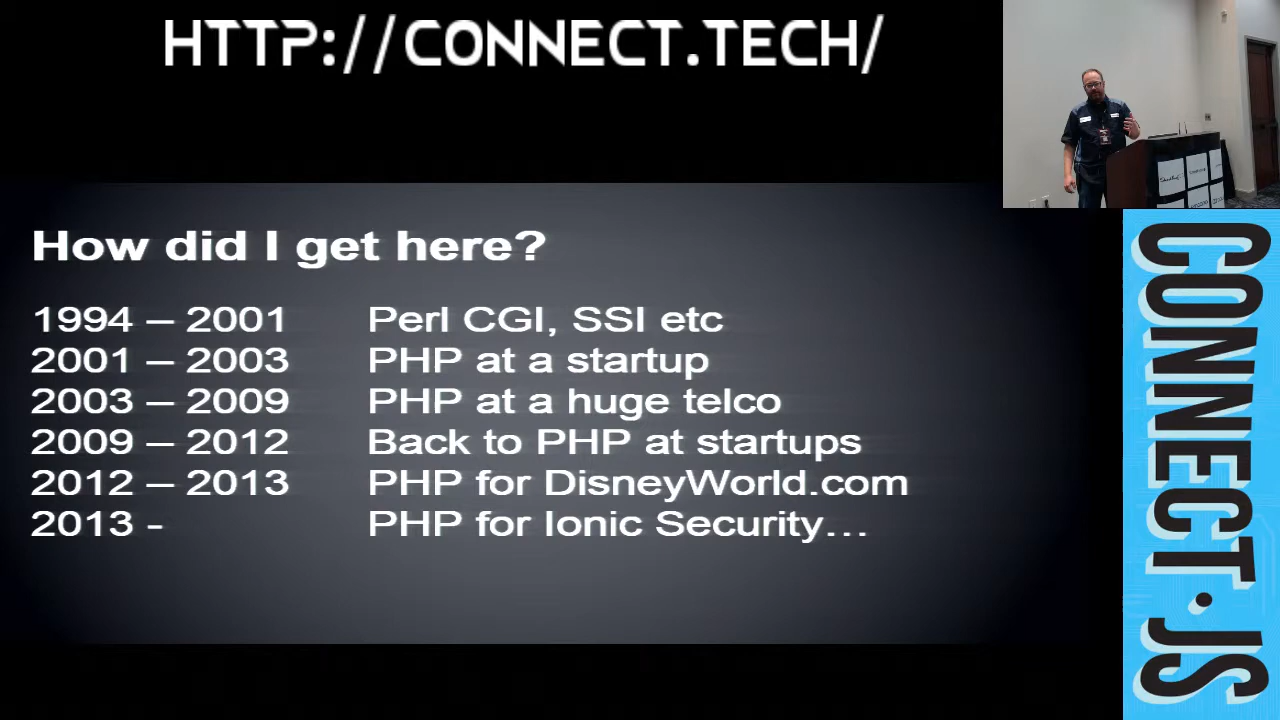 HTTP://CONNECT.TECH/
How did I get here?
1994 – 2001 Perl CGI, SSI etc
2001 – 2003 PHP at a startup
2003 – 2009 PHP at a huge telco
2009 – 2012 Back to PHP at startups
2012 – 2013 PHP for DisneyWorld.com
2013 - PHP for Ionic Security…
CONNECT.JS